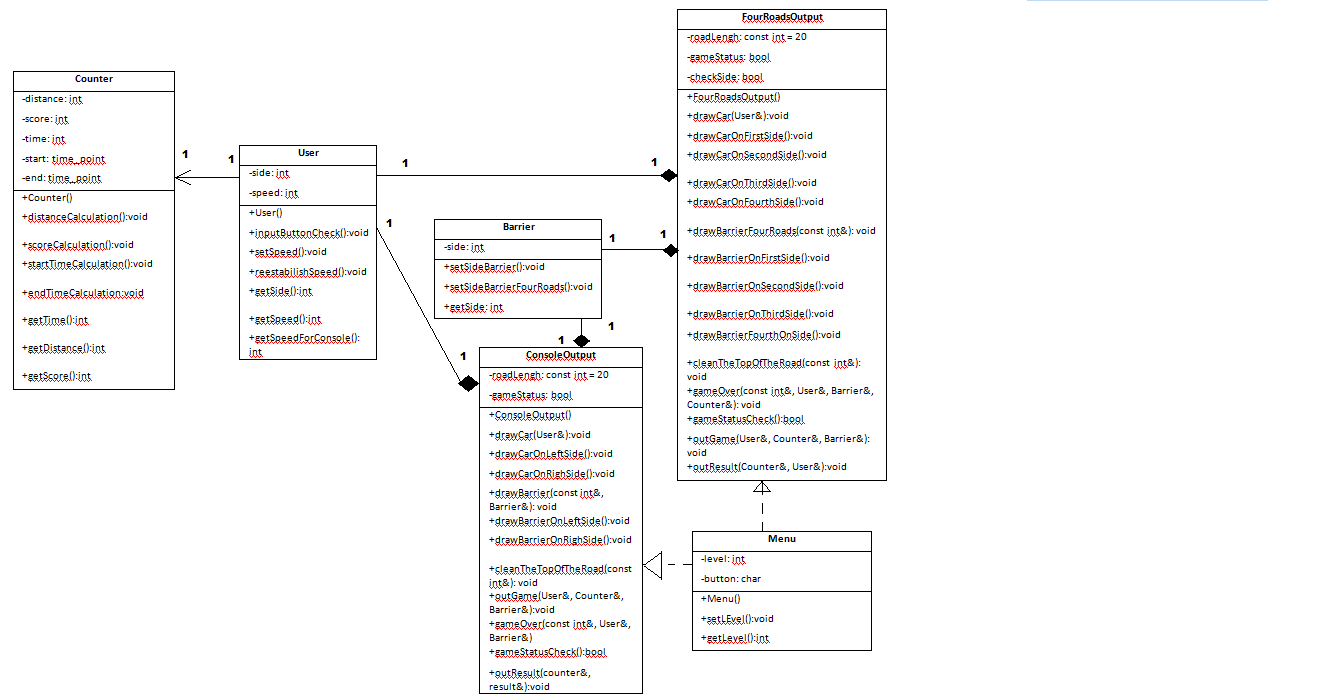 Counter
-distance: int
-score: int
-time: int
-start: time_point
-end: time_point
+Counter()
+distanceCalculation():void
+scoreCalculation():void
+startTimeCalculation():void
+endTimeCalculation:void
+getTime():int
+getDistance():int
+getScore():int
1
1
User
-side: int
-speed: int
+User()
+inputButtonCheck():void
+setSpeed():void
+reestabilishSpeed():void
+getSide():int
+getSpeed():int
+getSpeedForConsole():
int
1
1
1
1
Barrier
-side: int
+setSideBarrier():void
+setSideBarrierFourRoads():void
+getSide: int
1
1
1
1
ConsoleOutput
-roadLengh: const int = 20
-gameStatus: bool
+ConsoleOutput()
+drawCar(User&):void
+drawCarOnLeftSide():void
+drawCarOnRighSide():void
+drawBarrier(const int&,
Barrier&): void
+drawBarrierOnLeftSide():void
+drawBarrierOnRighSide():void
+cleanTheTopOfTheRoad(const
int&): void
+outGame(User&, Counter&,
Barrier&):void
+gameOver(const int&, User&,
Barrier&)
+gameStatusCheck():bool
+outResult(counter&,
result&):void
FourRoadsOutput
-roadLengh: const int = 20
-gameStatus: bool
-checkSide: bool
+FourRoadsOutput()
+drawCar(User&):void
+drawCarOnFirstSide():void
+drawCarOnSecondSide():void
+drawCarOnThirdSide():void
+drawCarOnFourthSide():void
+drawBarrierFourRoads(const int&): void
+drawBarrierOnFirstSide():void
+drawBarrierOnSecondSide():void
+drawBarrierOnThirdSide():void
+drawBarrierFourthOnSide():void
+cleanTheTopOfTheRoad(const int&):
void
+gameOver(const int&, User&, Barrier&,
Counter&): void
+gameStatusCheck():bool
+outGame(User&, Counter&, Barrier&):
void
+outResult(Counter&, User&):void
Menu
-level: int
-button: char
+Menu()
+setLEvel():void
+getLevel():int